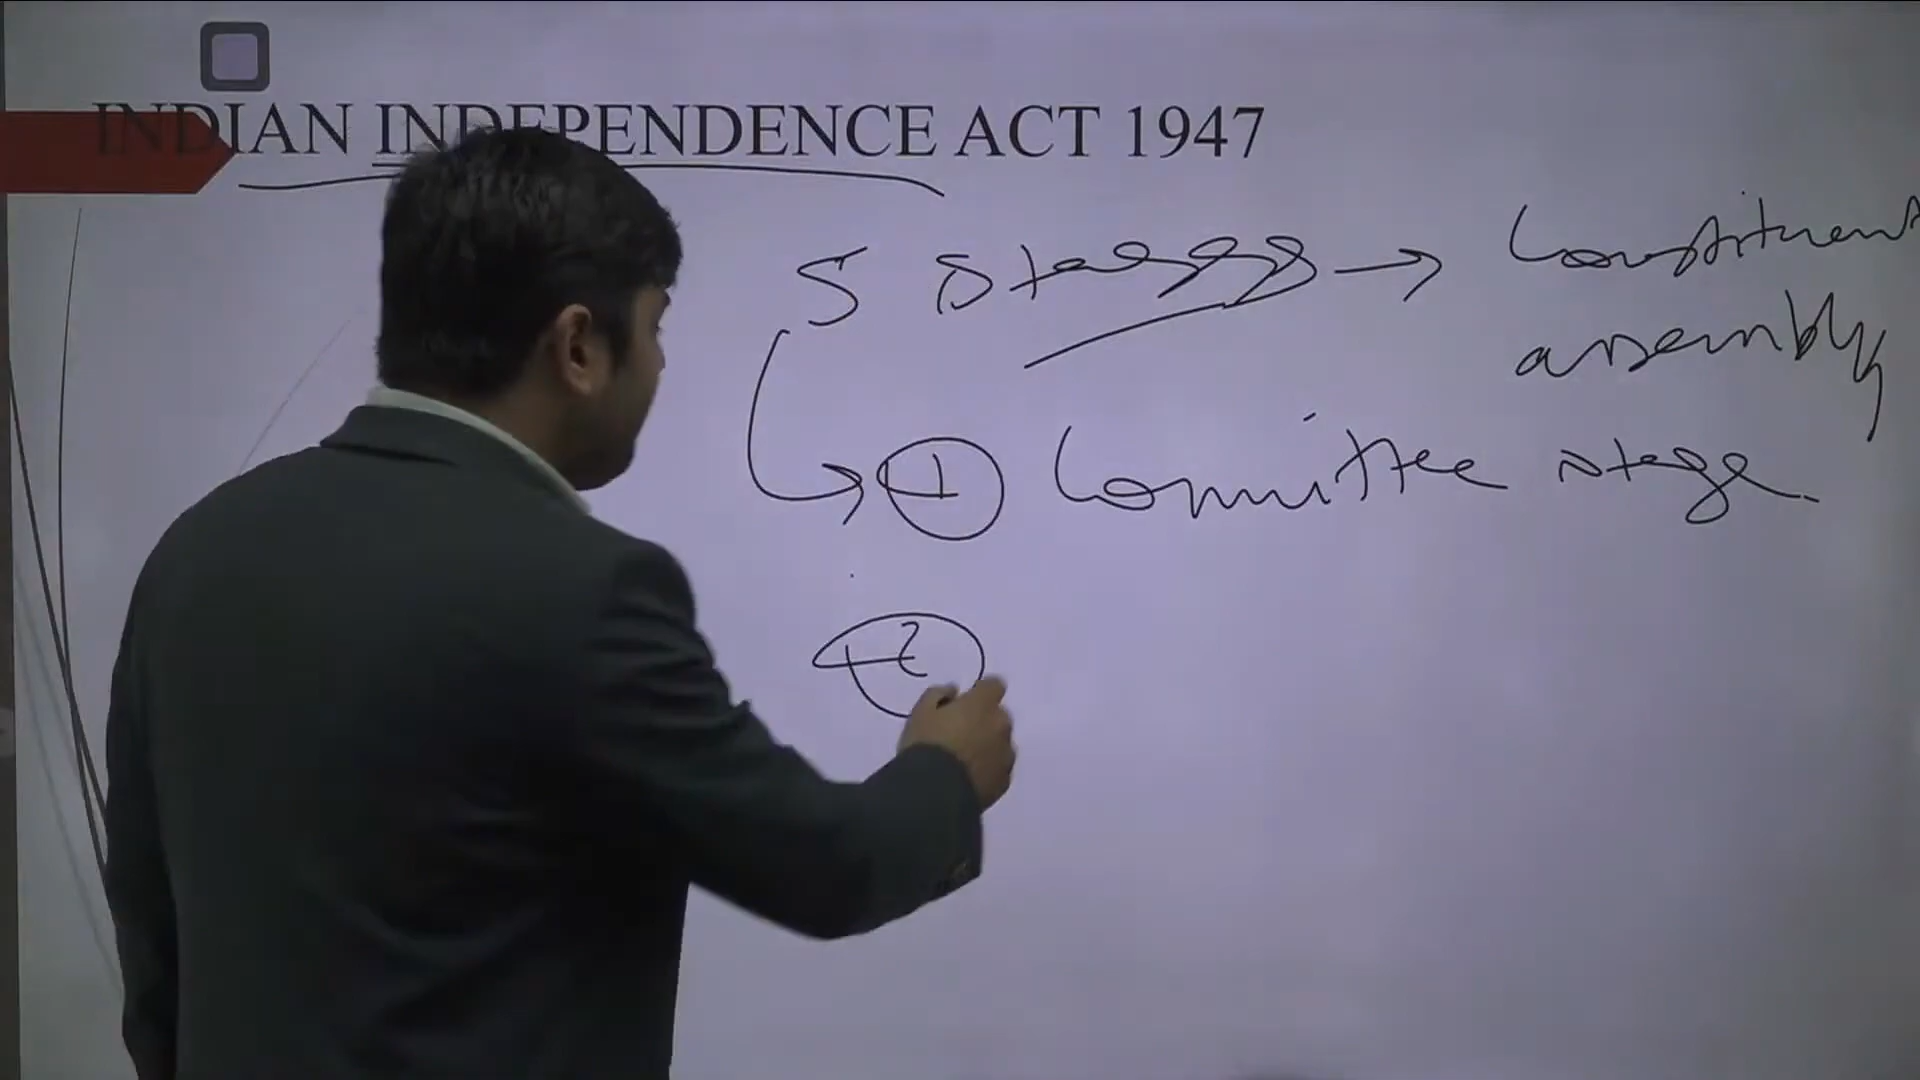 INDIAN INDEPENDENCE ACT 1947
5 stages → Constituent
assembly
1 Committee stage
2